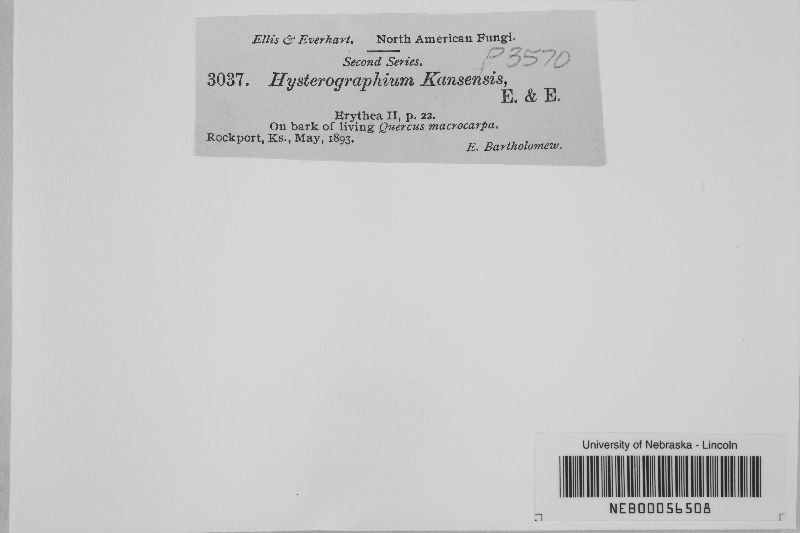 Ellis & Everhart. North American Fungi.
Second Series.
P3570
3037. Hysterographium Kansensis,
E. & E.
Erythea II, p. 22.
On bark of living Quercus macrocarpa.
Rockport, Ks., May, 1893.
E. Bartholomew.
University of Nebraska - Lincoln
NEB00056508